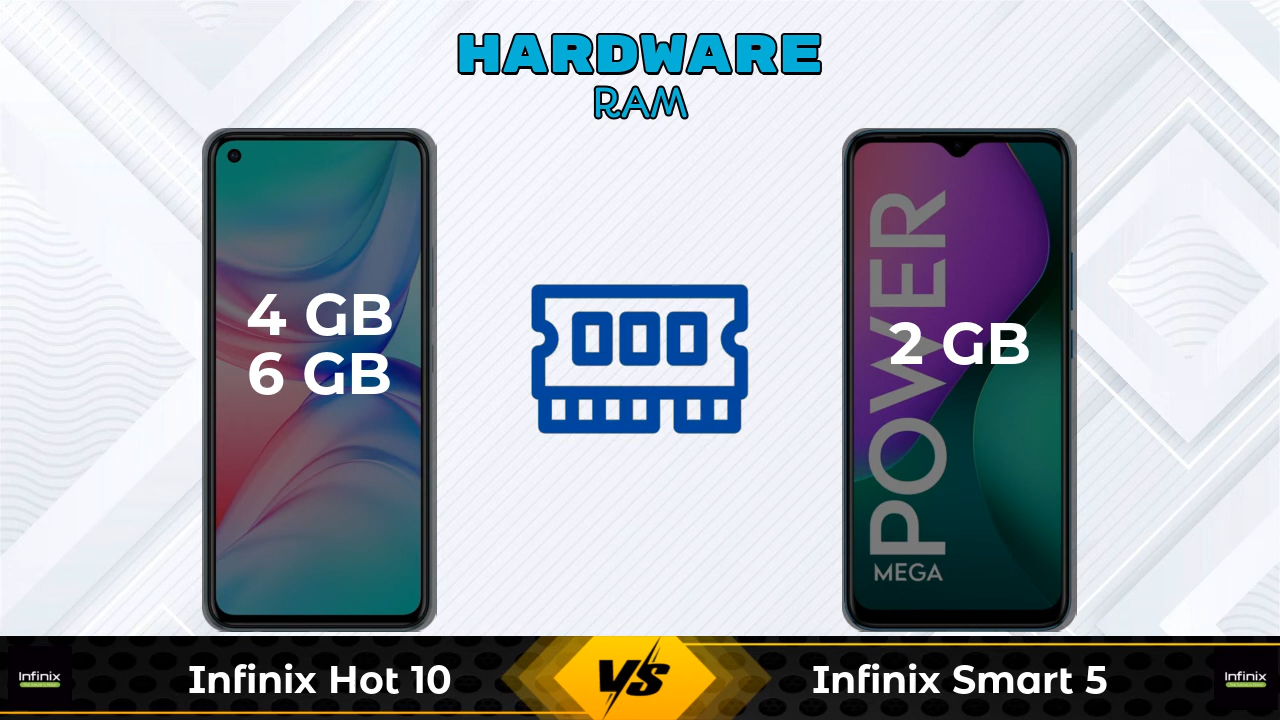 HARDWARE
RAM
4 GB
6 GB
2 GB
POWER
MEGA
Infinix
Infinix Hot 10
VS
Infinix Smart 5
Infinix